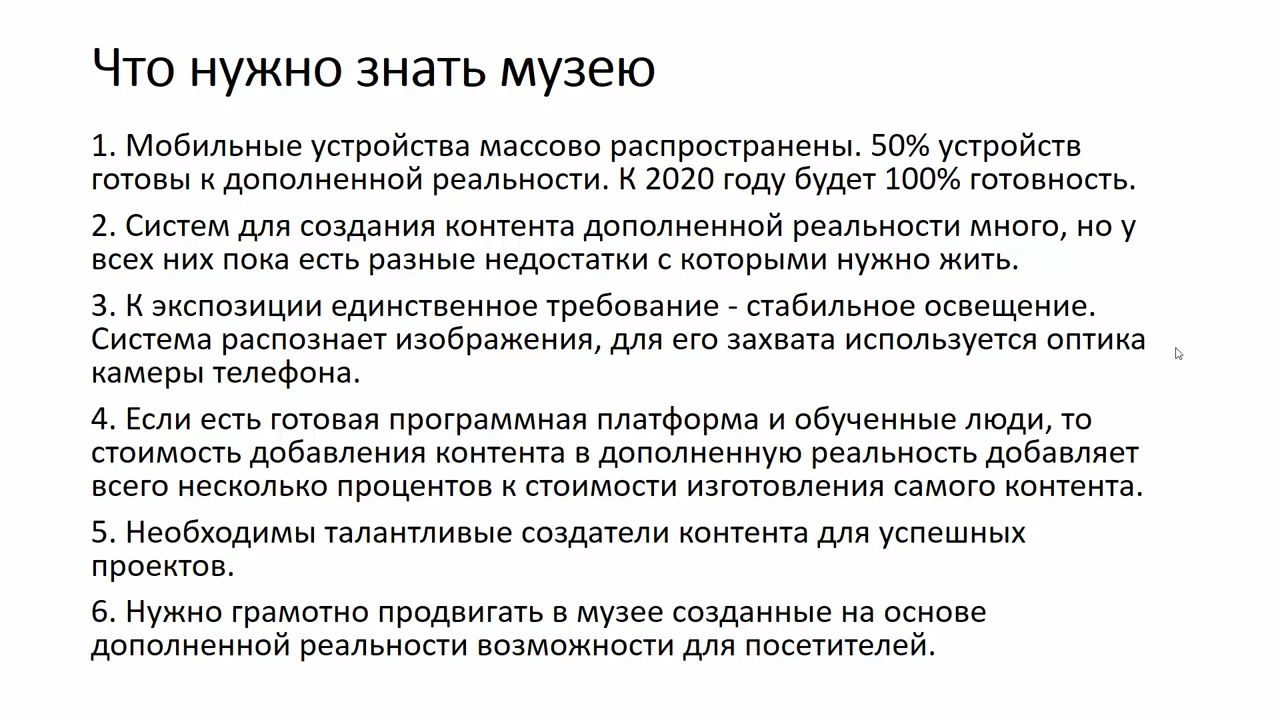 Что нужно знать музею
1. Мобильные устройства массово распространены. 50% устройств
готовы к дополненной реальности. К 2020 году будет 100% готовность.
2. Систем для создания контента дополненной реальности много, но у
всех них пока есть разные недостатки с которыми нужно жить.
3. К экспозиции единственное требование - стабильное освещение.
Система распознает изображения, для его захвата используется оптика
камеры телефона.
4. Если есть готовая программная платформа и обученные люди, то
стоимость добавления контента в дополненную реальность добавляет
всего несколько процентов к стоимости изготовления самого контента.
5. Необходимы талантливые создатели контента для успешных
проектов.
6. Нужно грамотно продвигать в музее созданные на основе
дополненной реальности возможности для посетителей.